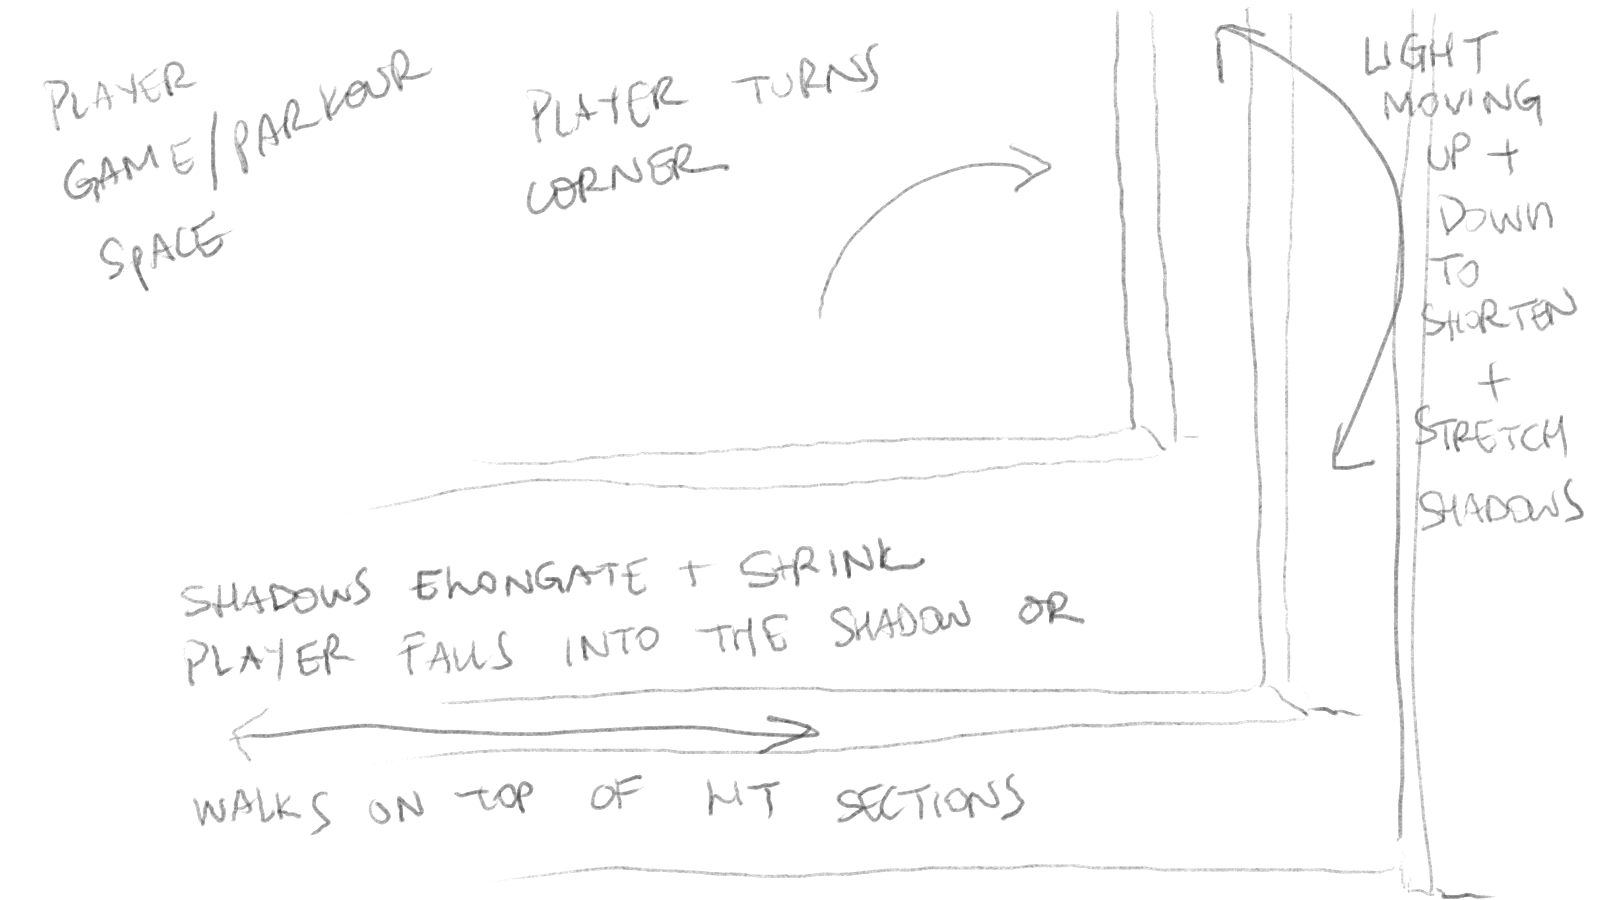 PLAYER
GAME/PARKOUR
SPACE
PLAYER TURNS
CORNER
LIGHT
MOVING
UP +
DOWN
TO
SHORTEN
+
STRETCH
SHADOWS
SHADOWS ELONGATE + SHRINK
PLAYER FALLS INTO THE SHADOW OR
WALKS ON TOP OF LIT SECTIONS